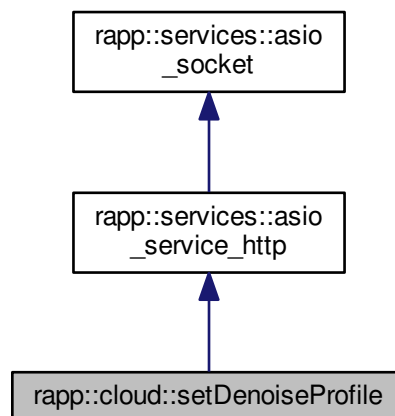 rapp::services::asio
_socket
rapp::services::asio
_service_http
rapp::cloud::setDenoiseProfile